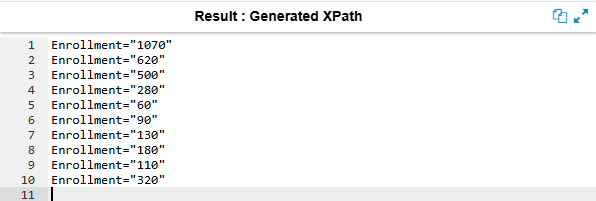 Result : Generated XPath
1 Enrollment="1070"
2 Enrollment="620"
3 Enrollment="500"
4 Enrollment="280"
5 Enrollment="60"
6 Enrollment="90"
7 Enrollment="130"
8 Enrollment="180"
9 Enrollment="110"
10 Enrollment="320"
11